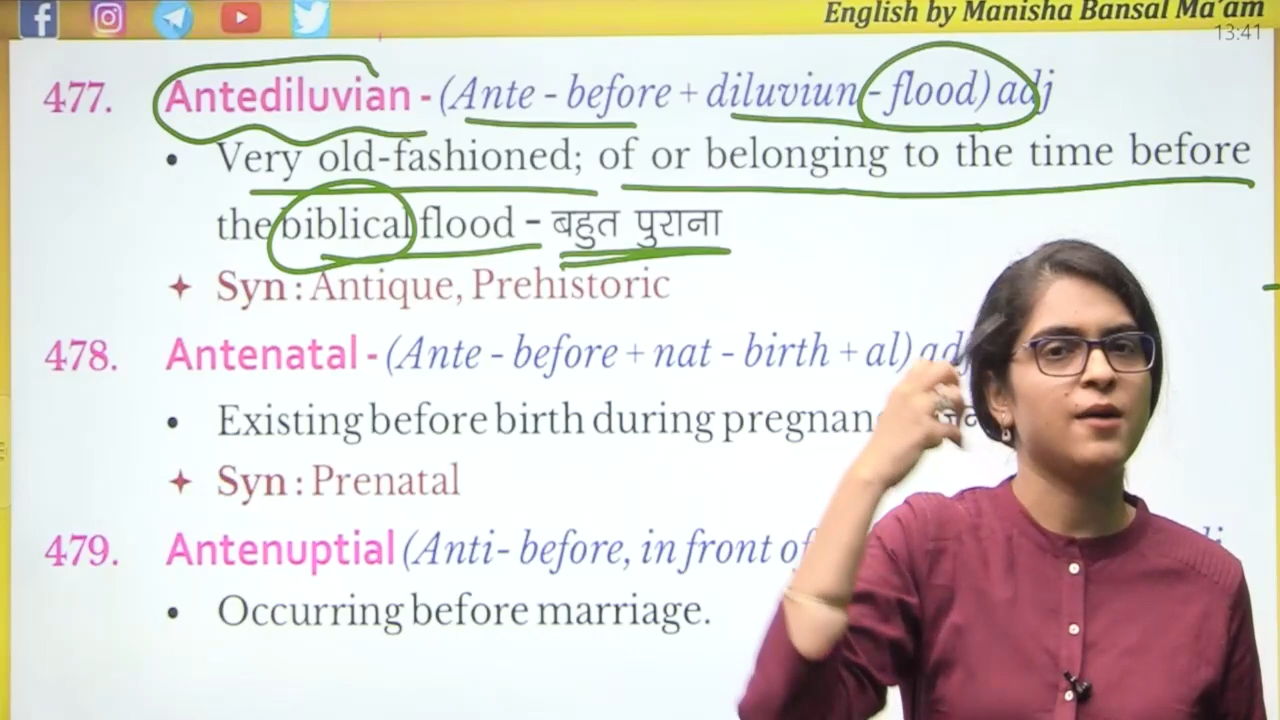 English by Manisha Bansal Ma'am
13:41
477. Antediluvian - (Ante - before + diluviun - flood) adj
• Very old-fashioned; of or belonging to the time before
the biblical flood - बहुत पुराना
✦ Syn : Antique, Prehistoric
478. Antenatal - (Ante - before + nat - birth + al) adj
• Existing before birth during
✦ Syn : Prenatal
479. Antenuptial (Anti- before, in front of
• Occurring before marriage.